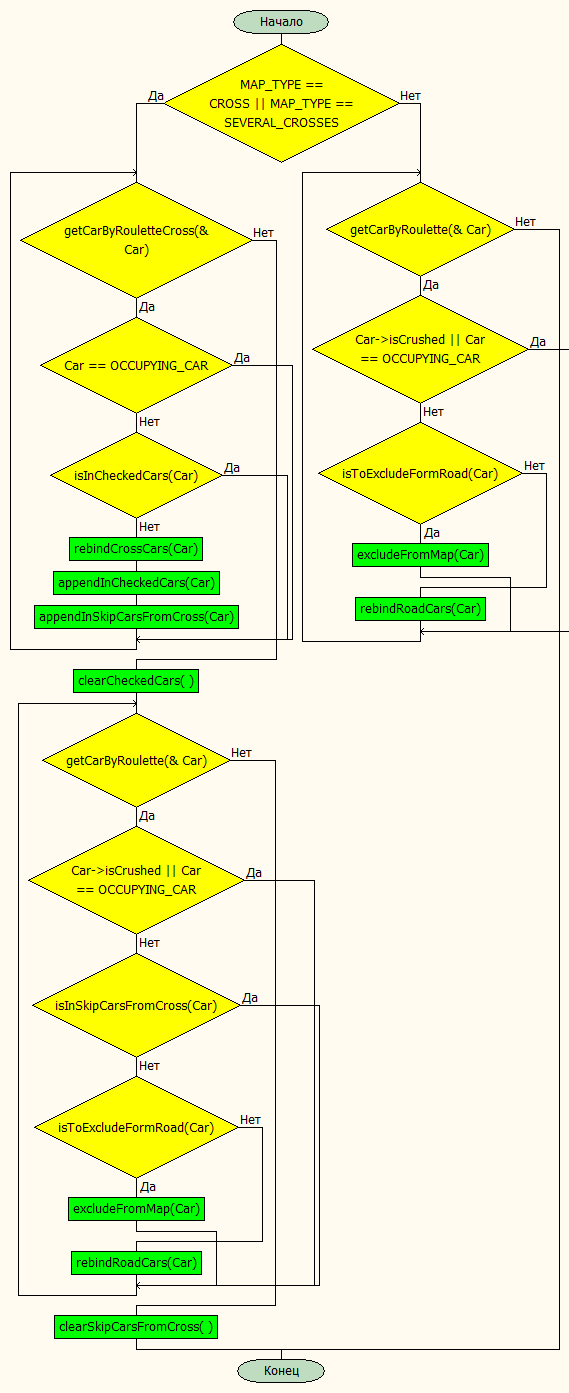 Начало
MAP_TYPE ==
CROSS || MAP_TYPE ==
SEVERAL_CROSSES
Да
Нет
getCarByRouletteCross(&
Car)
Нет
Да
Car == OCCUPYING_CAR
Да
Нет
isInCheckedCars(Car)
Да
Нет
rebindCrossCars(Car)
appendInCheckedCars(Car)
appendInSkipCarsFromCross(Car)
clearCheckedCars( )
getCarByRoulette(& Car)
Нет
Да
Car->isCrushed || Car
== OCCUPYING_CAR
Да
Нет
isInSkipCarsFromCross(Car)
Да
Нет
isToExcludeFormRoad(Car)
Нет
Да
excludeFromMap(Car)
rebindRoadCars(Car)
clearSkipCarsFromCross( )
getCarByRoulette(& Car)
Нет
Да
Car->isCrushed || Car
== OCCUPYING_CAR
Да
Нет
isToExcludeFormRoad(Car)
Нет
Да
excludeFromMap(Car)
rebindRoadCars(Car)
Конец